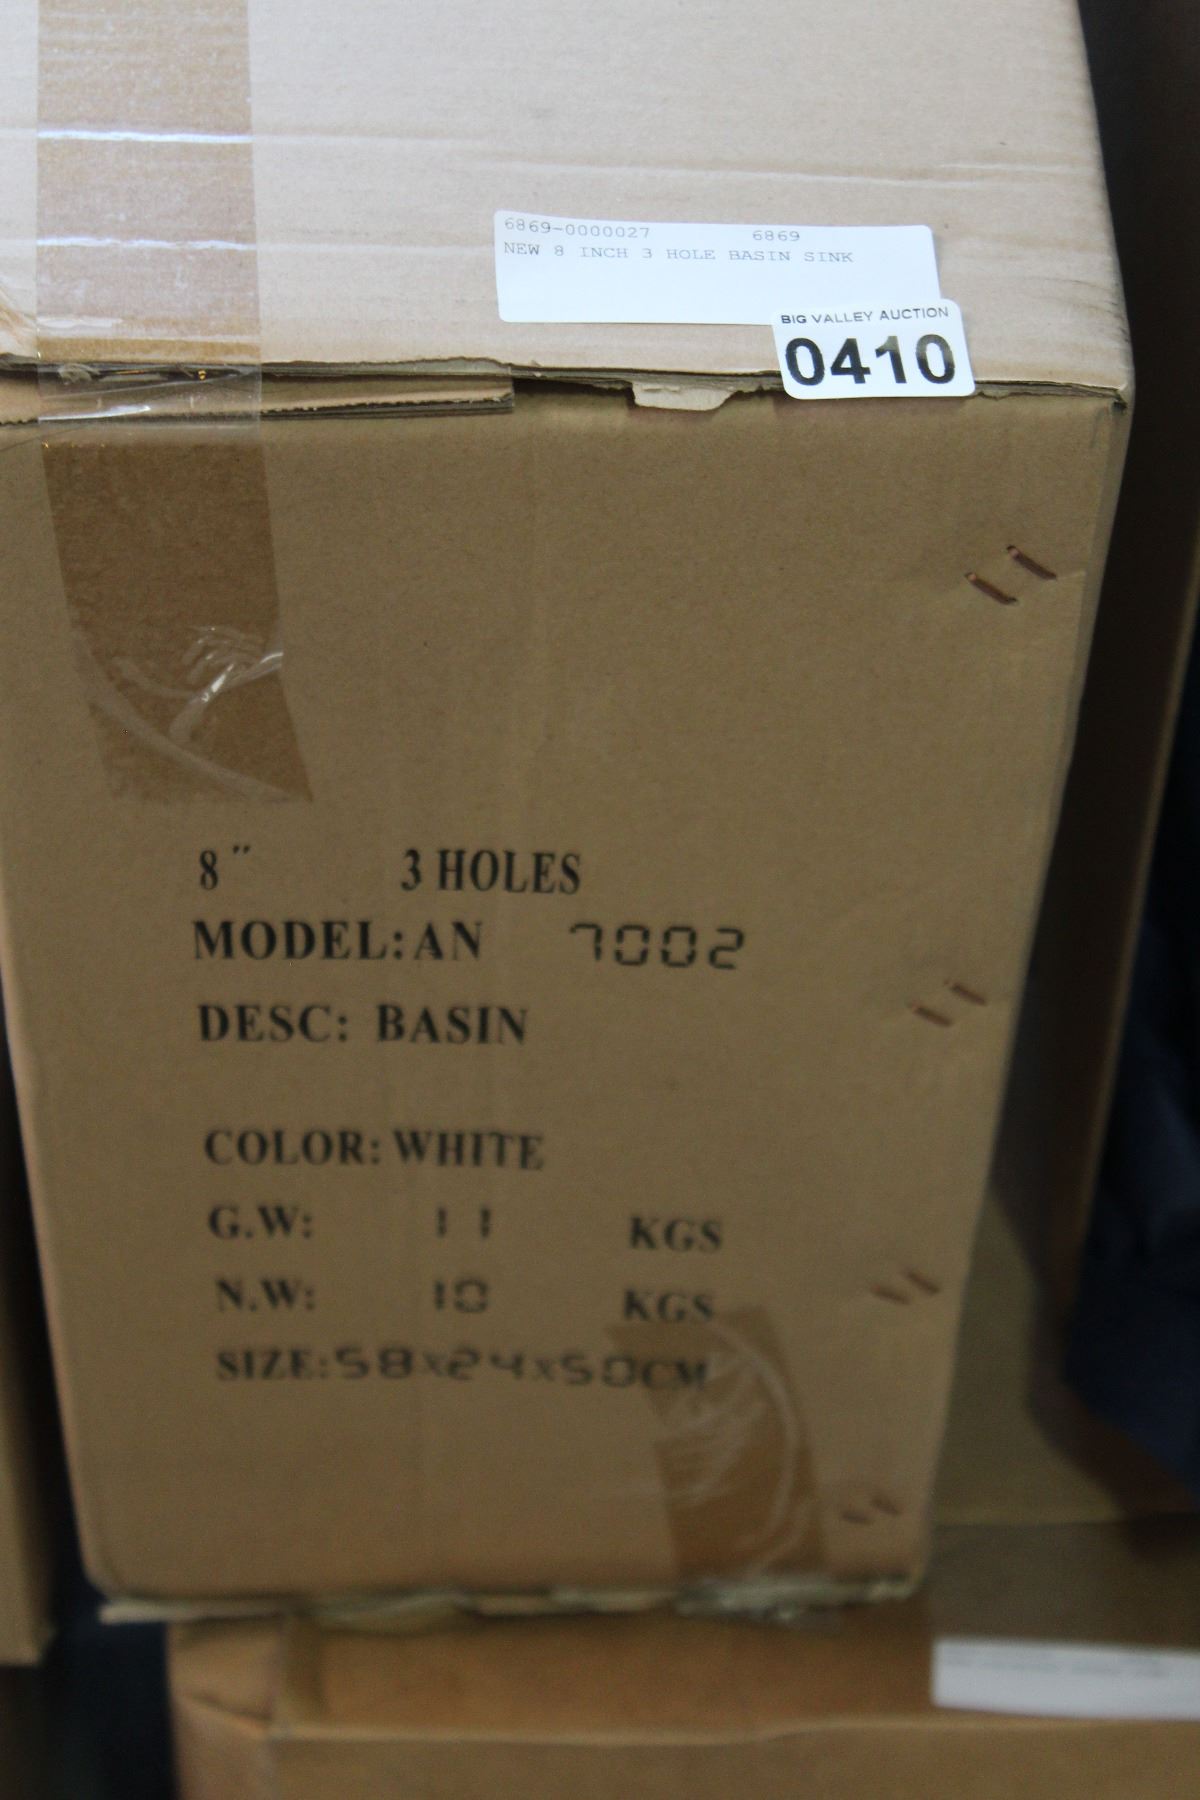 6869-0000027 6869
NEW 8 INCH 3 HOLE BASIN SINK
BIG VALLEY AUCTION
0410
8" 3 HOLES
MODEL: AN 7002
DESC: BASIN
COLOR: WHITE
G.W: 11 KGS
N.W: 10 KGS
SIZE: 58x24x50CM